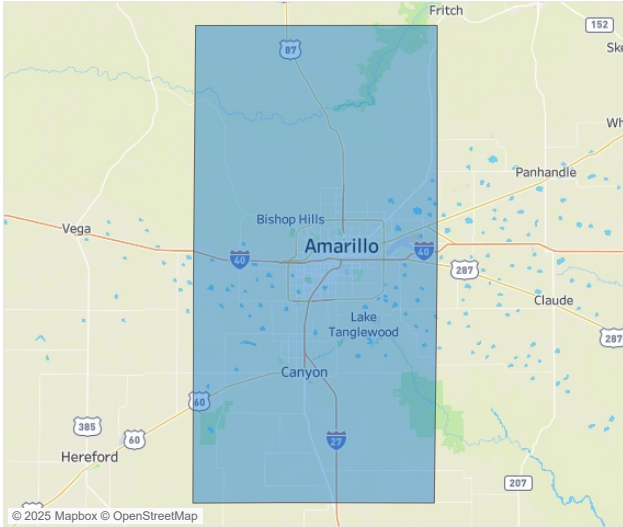 Fritch
152
87
Ske
Wh
Panhandle
Bishop Hills
Vega
Amarillo
40
40
287
Claude
Lake
Tanglewood
287
Canyon
60
385
60
27
Hereford
207
© 2025 Mapbox © OpenStreetMap